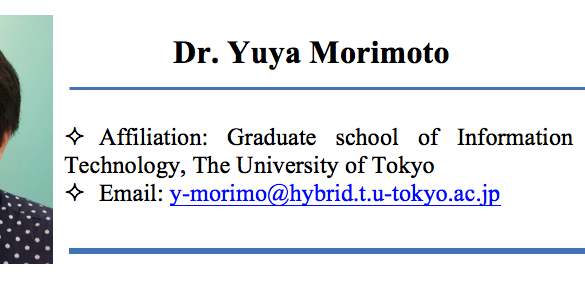 Dr. Yuya Morimoto
✧ Affiliation: Graduate school of Information
Technology, The University of Tokyo
✧ Email: y-morimo@hybrid.t.u-tokyo.ac.jp